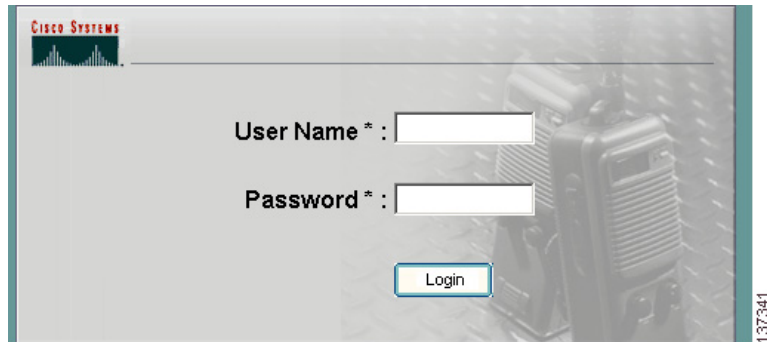 CISCO SYSTEMS
User Name * :
Password * :
Login
137341